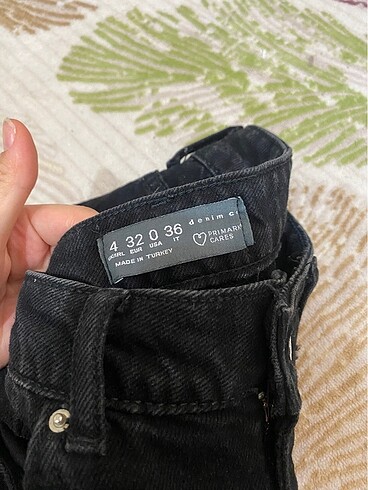 denim c
4 32 0 36
UK/IRL EUR USA IT
PRIMARK
CARES
MADE IN TURKEY